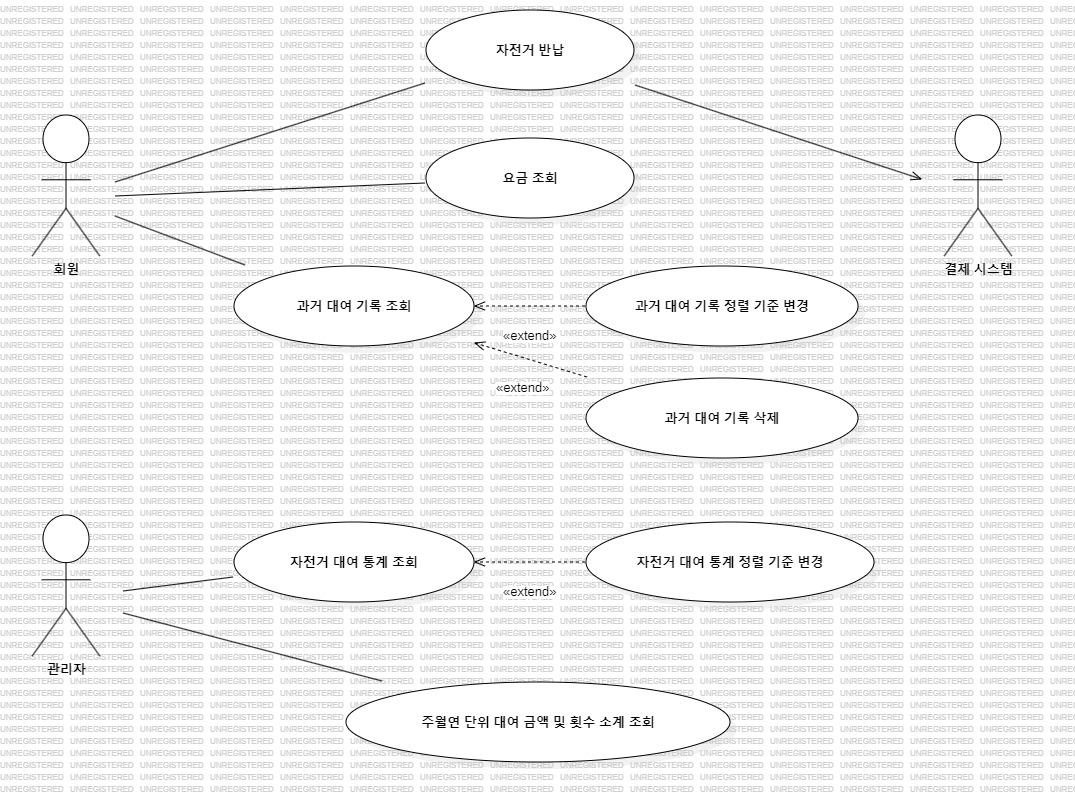 자전거 반납
요금 조회
회원
결제 시스템
과거 대여 기록 조회
과거 대여 기록 정렬 기준 변경
«extend»
«extend»
과거 대여 기록 삭제
자전거 대여 통계 조회
자전거 대여 통계 정렬 기준 변경
«extend»
관리자
주월연 단위 대여 금액 및 횟수 소계 조회
UNREGISTERED